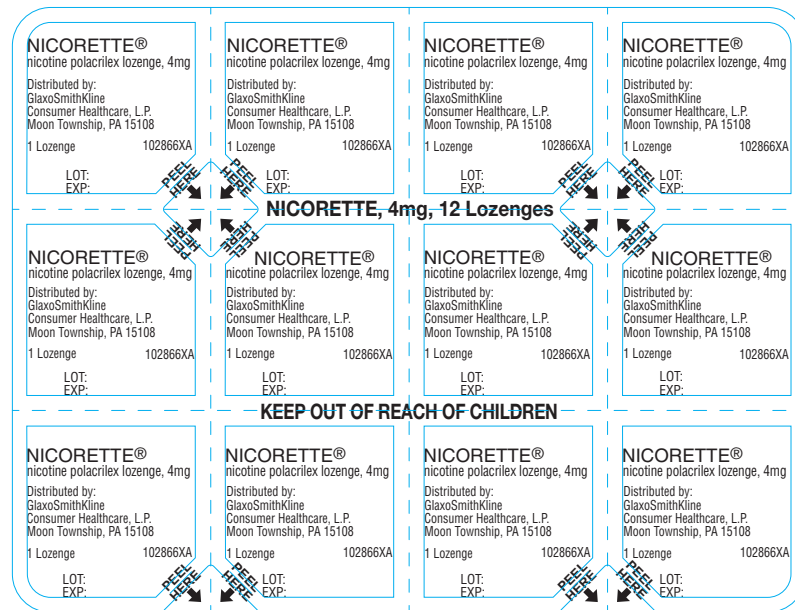 NICORETTE®
nicotine polacrilex lozenge, 4mg
Distributed by:
GlaxoSmithKline
Consumer Healthcare, L.P.
Moon Township, PA 15108
1 Lozenge 102866XA
LOT:
EXP:
PEEL
HERE
NICORETTE®
nicotine polacrilex lozenge, 4mg
Distributed by:
GlaxoSmithKline
Consumer Healthcare, L.P.
Moon Township, PA 15108
1 Lozenge 102866XA
LOT:
EXP:
PEEL
HERE
NICORETTE®
nicotine polacrilex lozenge, 4mg
Distributed by:
GlaxoSmithKline
Consumer Healthcare, L.P.
Moon Township, PA 15108
1 Lozenge 102866XA
LOT:
EXP:
PEEL
HERE
NICORETTE®
nicotine polacrilex lozenge, 4mg
Distributed by:
GlaxoSmithKline
Consumer Healthcare, L.P.
Moon Township, PA 15108
1 Lozenge 102866XA
LOT:
EXP:
PEEL
HERE
NICORETTE, 4mg, 12 Lozenges
PEEL
HERE
NICORETTE®
nicotine polacrilex lozenge, 4mg
Distributed by:
GlaxoSmithKline
Consumer Healthcare, L.P.
Moon Township, PA 15108
1 Lozenge 102866XA
LOT:
EXP:
PEEL
HERE
NICORETTE®
nicotine polacrilex lozenge, 4mg
Distributed by:
GlaxoSmithKline
Consumer Healthcare, L.P.
Moon Township, PA 15108
1 Lozenge 102866XA
LOT:
EXP:
PEEL
HERE
NICORETTE®
nicotine polacrilex lozenge, 4mg
Distributed by:
GlaxoSmithKline
Consumer Healthcare, L.P.
Moon Township, PA 15108
1 Lozenge 102866XA
LOT:
EXP:
PEEL
HERE
NICORETTE®
nicotine polacrilex lozenge, 4mg
Distributed by:
GlaxoSmithKline
Consumer Healthcare, L.P.
Moon Township, PA 15108
1 Lozenge 102866XA
LOT:
EXP:
KEEP OUT OF REACH OF CHILDREN
NICORETTE®
nicotine polacrilex lozenge, 4mg
Distributed by:
GlaxoSmithKline
Consumer Healthcare, L.P.
Moon Township, PA 15108
1 Lozenge 102866XA
LOT:
EXP:
PEEL
HERE
NICORETTE®
nicotine polacrilex lozenge, 4mg
Distributed by:
GlaxoSmithKline
Consumer Healthcare, L.P.
Moon Township, PA 15108
1 Lozenge 102866XA
LOT:
EXP:
PEEL
HERE
NICORETTE®
nicotine polacrilex lozenge, 4mg
Distributed by:
GlaxoSmithKline
Consumer Healthcare, L.P.
Moon Township, PA 15108
1 Lozenge 102866XA
LOT:
EXP:
PEEL
HERE
NICORETTE®
nicotine polacrilex lozenge, 4mg
Distributed by:
GlaxoSmithKline
Consumer Healthcare, L.P.
Moon Township, PA 15108
1 Lozenge 102866XA
LOT:
EXP:
PEEL
HERE